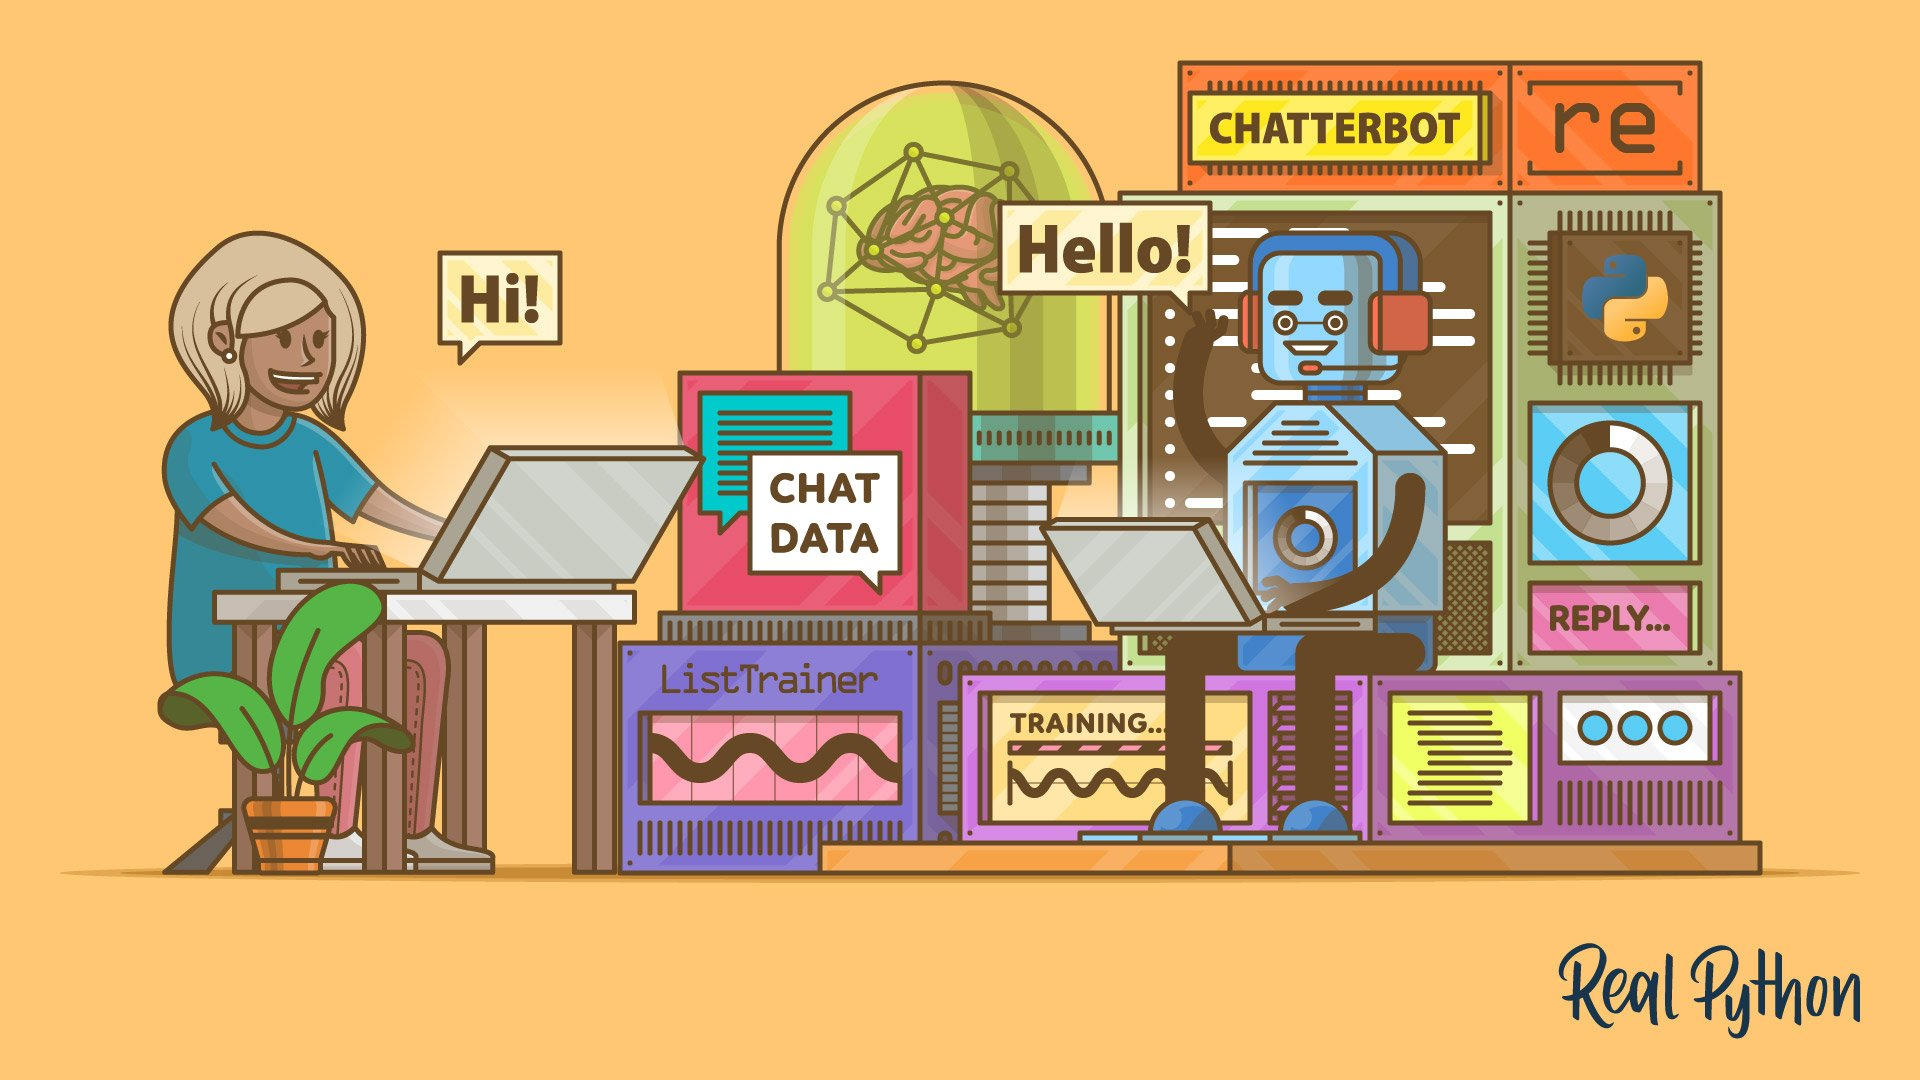 CHATTERBOT
re
Hi!
Hello!
CHAT
DATA
REPLY...
ListTrainer
TRAINING...
Real Python